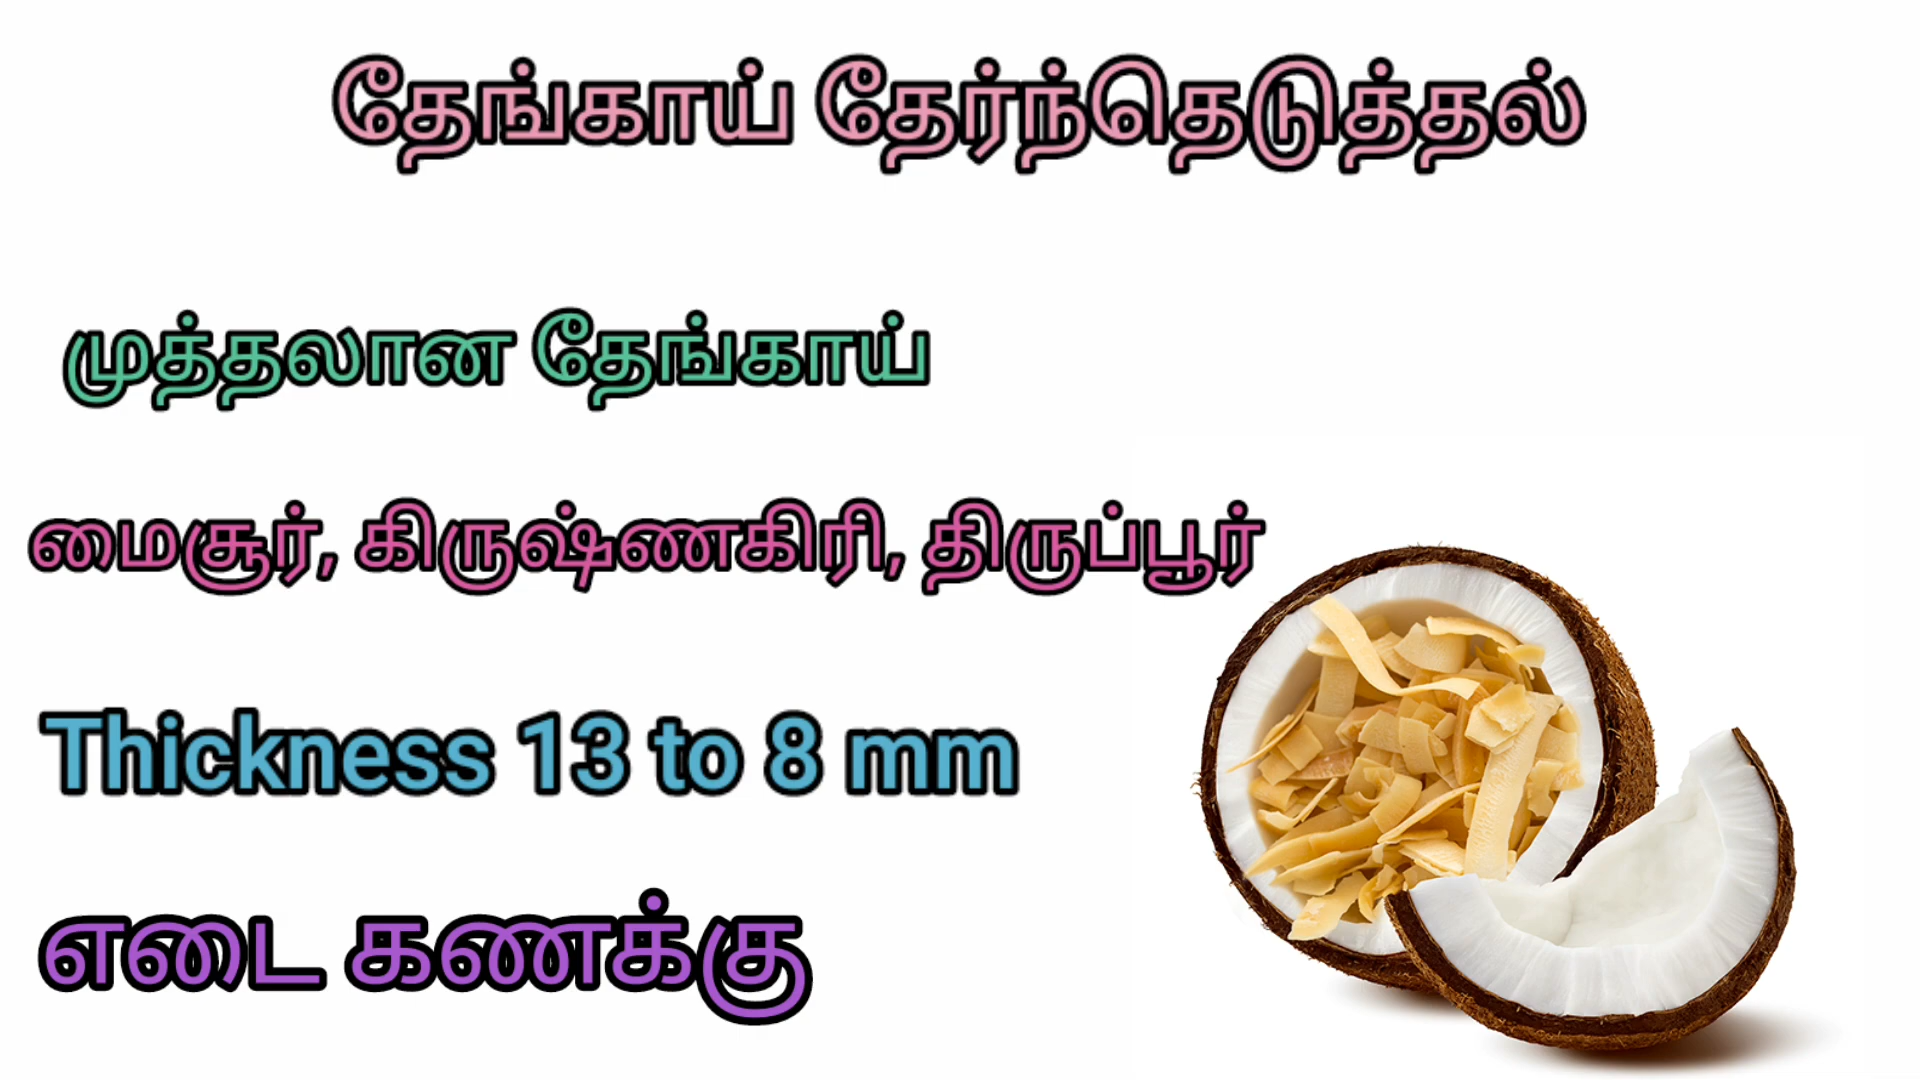 தேங்காய் தேர்ந்தெடுத்தல்
முத்தலான தேங்காய்
மைசூர், கிருஷ்ணகிரி, திருப்பூர்
Thickness 13 to 8 mm
எடை கணக்கு